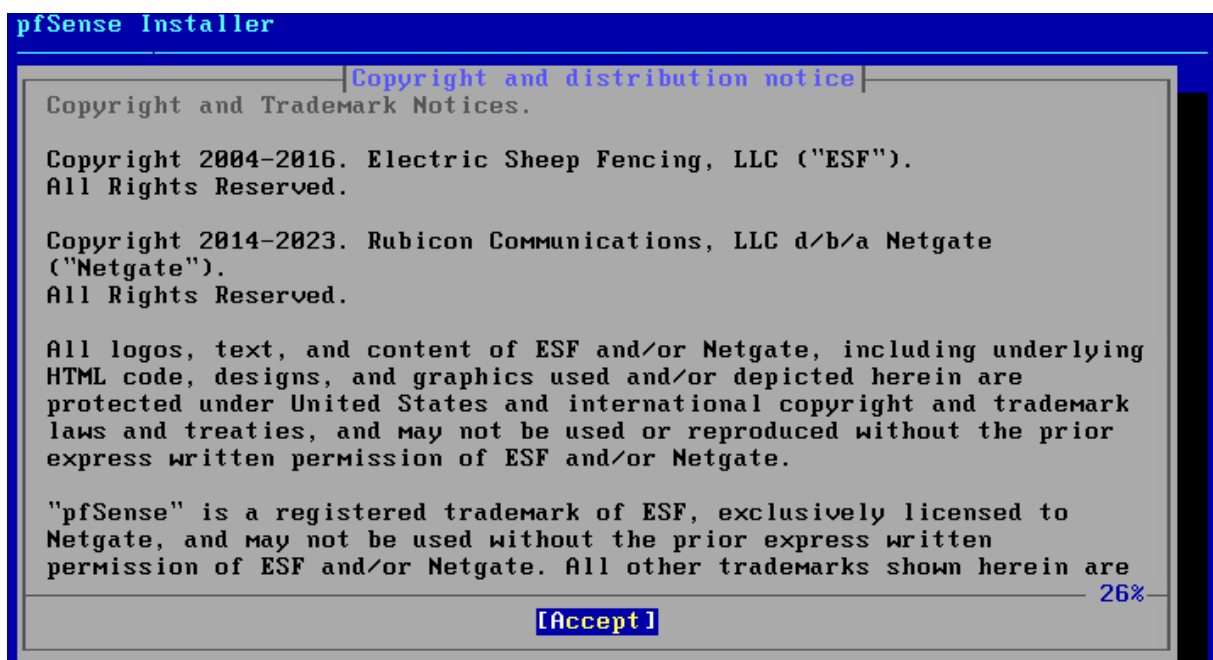 pfSense Installer
Copyright and distribution notice
Copyright and Trademark Notices.
Copyright 2004-2016. Electric Sheep Fencing, LLC ("ESF").
All Rights Reserved.
Copyright 2014-2023. Rubicon Communications, LLC d/b/a Netgate
("Netgate").
All Rights Reserved.
All logos, text, and content of ESF and/or Netgate, including underlying
HTML code, designs, and graphics used and/or depicted herein are
protected under United States and international copyright and trademark
laws and treaties, and may not be used or reproduced without the prior
express written permission of ESF and/or Netgate.
"pfSense" is a registered trademark of ESF, exclusively licensed to
Netgate, and may not be used without the prior express written
permission of ESF and/or Netgate. All other trademarks shown herein are
26%
[Accept]